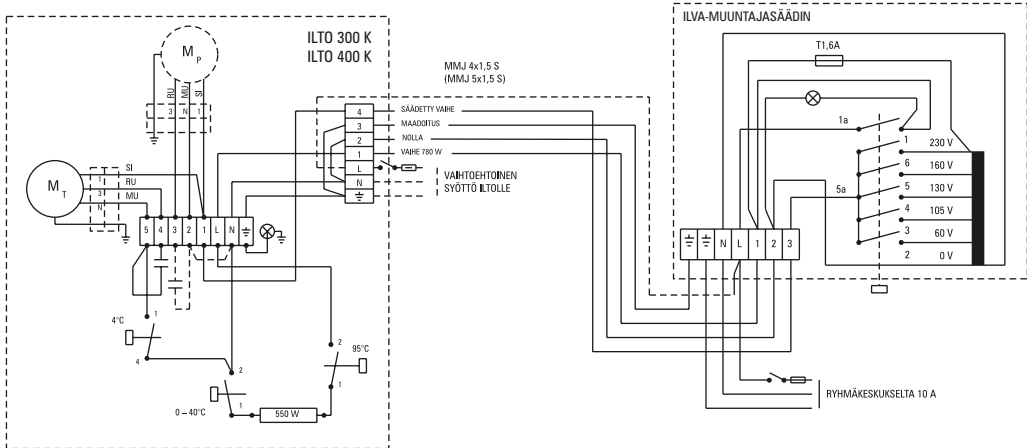 ILTO 300 K
ILTO 400 K
M P
RU
MU
SI
3 N 1
M T
SI
RU
MU
1
3
N
5 4 3 2 1 L N
4°C
1
4
2
1
0 – 40°C
550 W
2
1
95°C
MMJ 4x1,5 S
(MMJ 5x1,5 S)
4 SÄÄDETTY VAIHE
3 MAADOITUS
2 NOLLA
1 VAIHE 780 W
L
N
VAIHTOEHTOINEN
SYÖTTÖ ILTOLLE
ILVA-MUUNTAJASÄÄDIN
T1,6A
1a
1 230 V
6 160 V
5a
5 130 V
4 105 V
3 60 V
2 0 V
N L 1 2 3
RYHMÄKESKUKSELTA 10 A